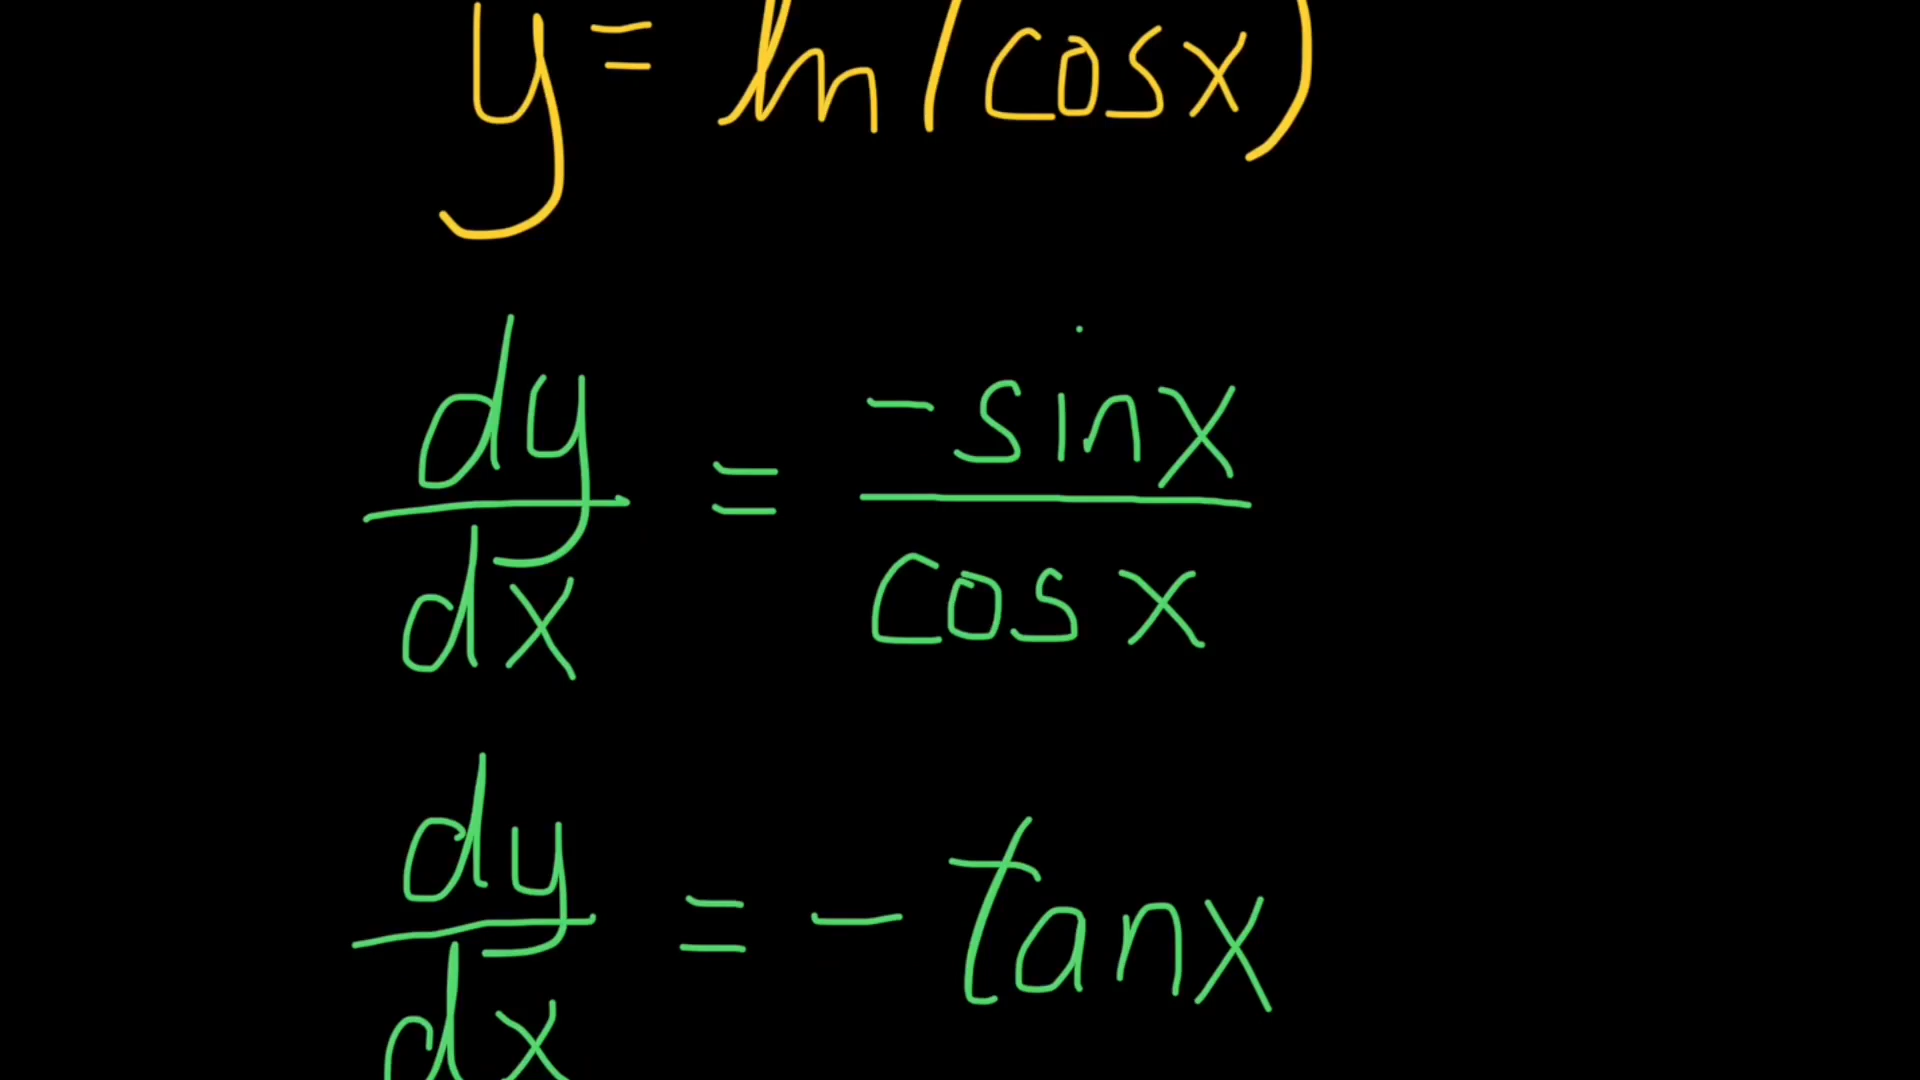 y = ln(cosx)
dy/dx = -sinx/cosx
dy/dx = -tanx